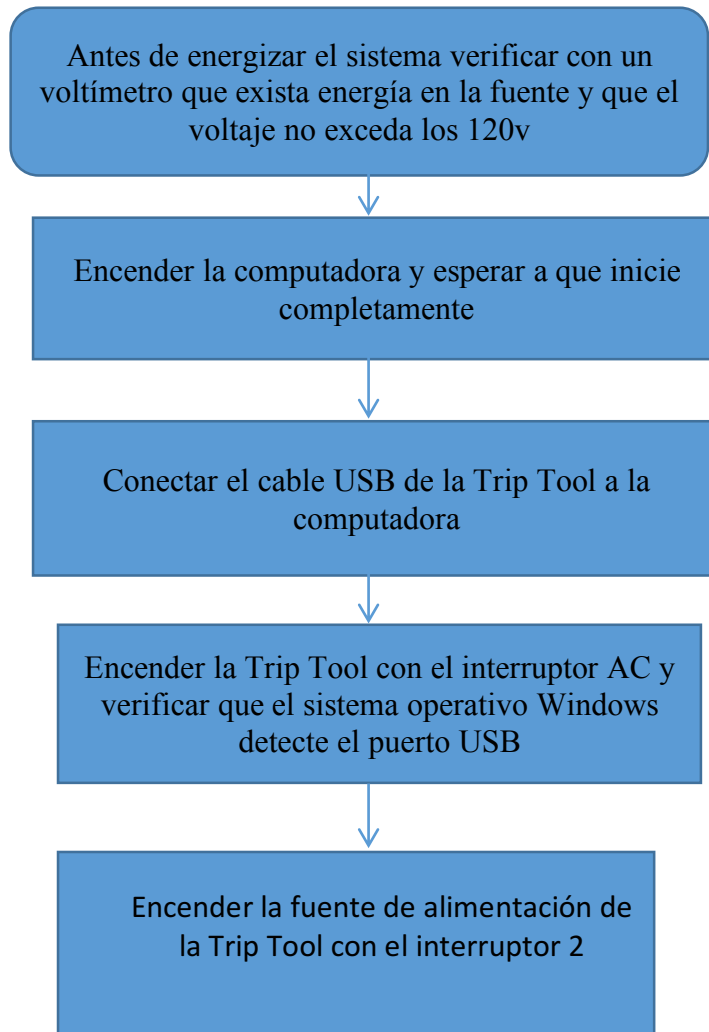 Antes de energizar el sistema verificar con un
voltímetro que exista energía en la fuente y que el
voltaje no exceda los 120v
Encender la computadora y esperar a que inicie
completamente
Conectar el cable USB de la Trip Tool a la
computadora
Encender la Trip Tool con el interruptor AC y
verificar que el sistema operativo Windows
detecte el puerto USB
Encender la fuente de alimentación de
la Trip Tool con el interruptor 2